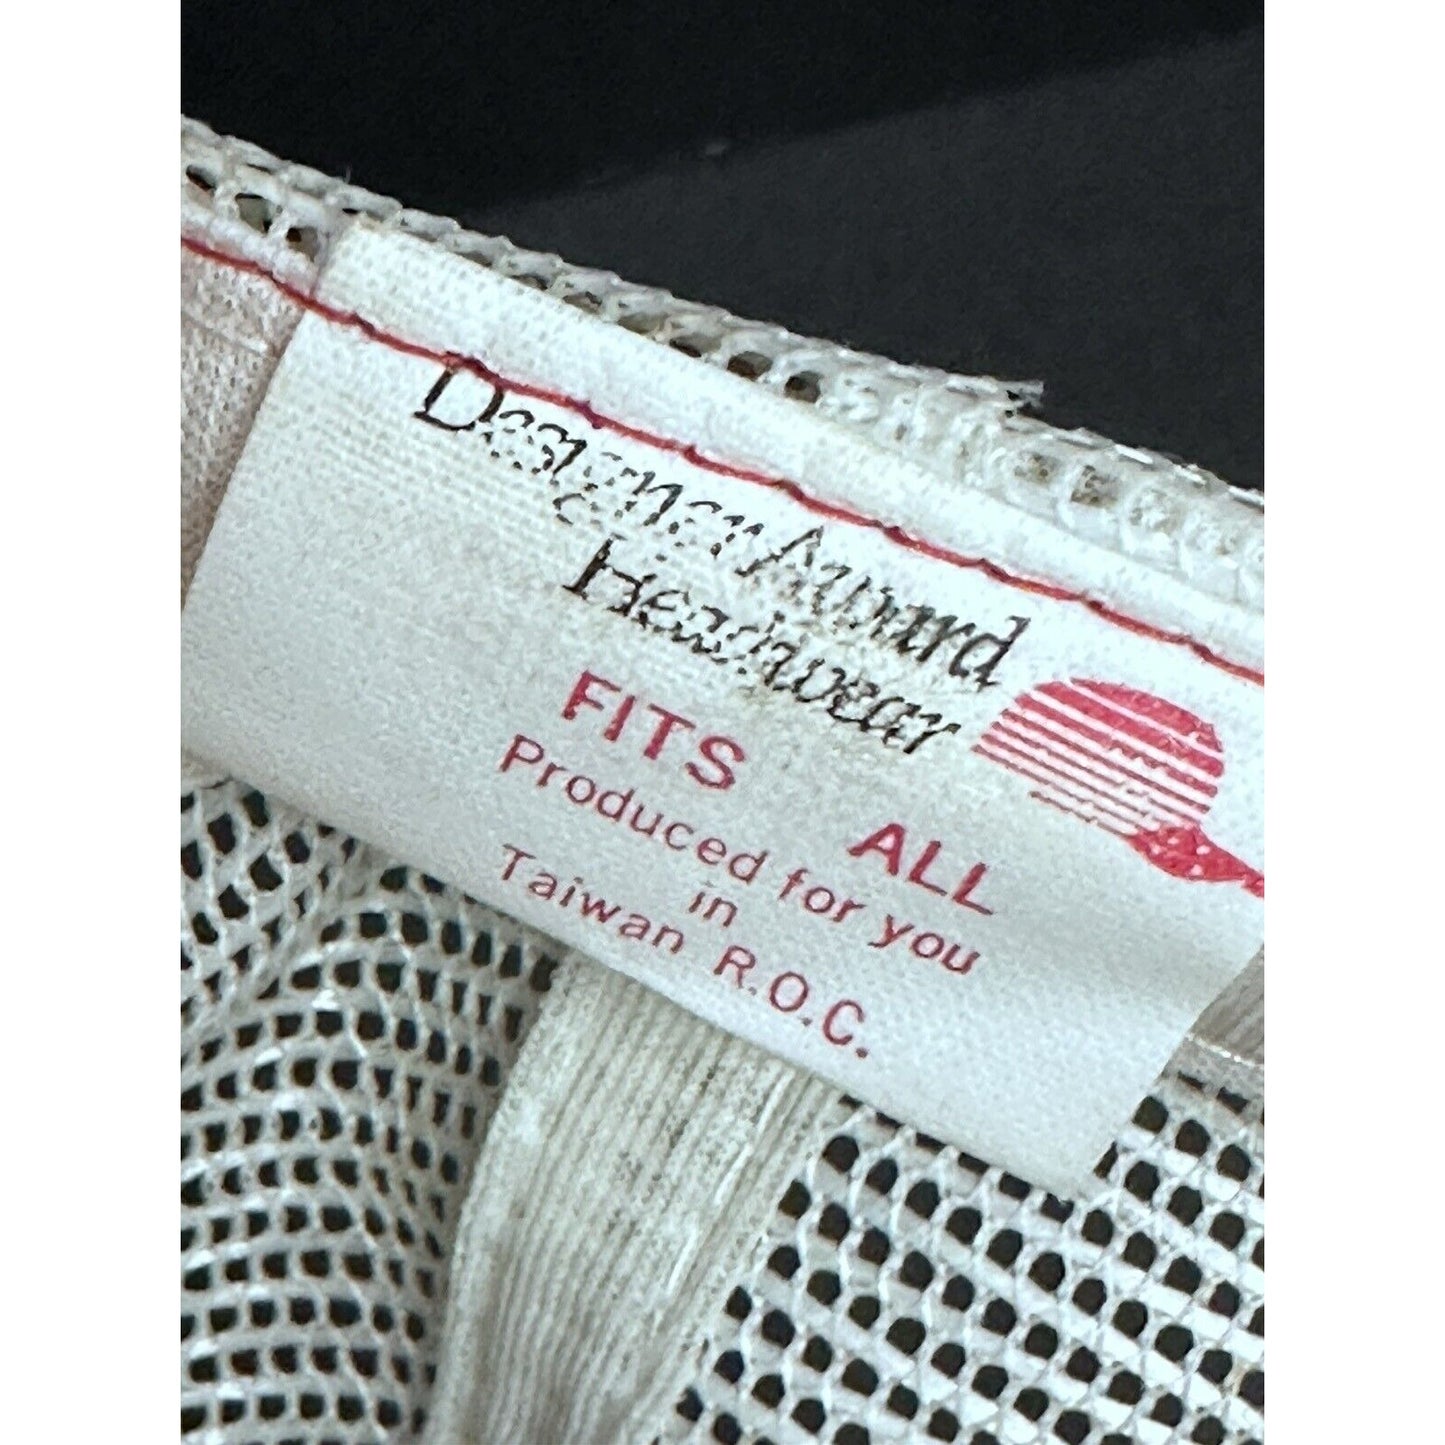 Designer Award
Headwear
FITS ALL
Produced for you
in
Taiwan R.O.C.